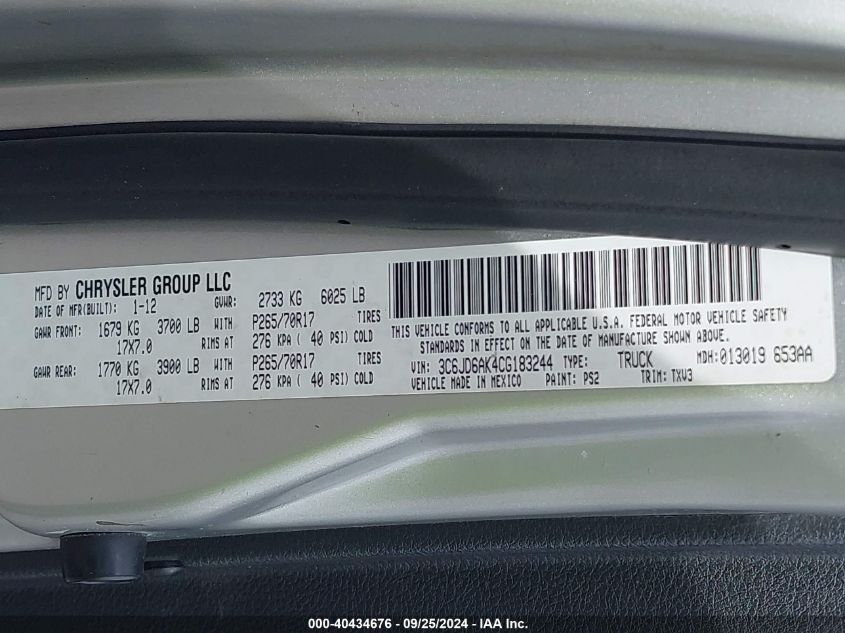 MFD BY CHRYSLER GROUP LLC
DATE OF MFR(BUILT): 1-12 GVWR: 2733 KG 6025 LB
GAWR FRONT: 1679 KG 3700 LB WITH P265/70R17 TIRES
17X7.0 RIMS AT 276 KPA ( 40 PSI) COLD
GAWR REAR: 1770 KG 3900 LB WITH P265/70R17 TIRES
17X7.0 RIMS AT 276 KPA ( 40 PSI) COLD
THIS VEHICLE CONFORMS TO ALL APPLICABLE U.S.A. FEDERAL MOTOR VEHICLE SAFETY
STANDARDS IN EFFECT ON THE DATE OF MANUFACTURE SHOWN ABOVE.
VIN: 3C6JD6AK4CG183244 TYPE: TRUCK MDH: 013019 653AA
VEHICLE MADE IN MEXICO PAINT: PS2 TRIM: TXV3
000-40434676 - 09/25/2024 - IAA Inc.